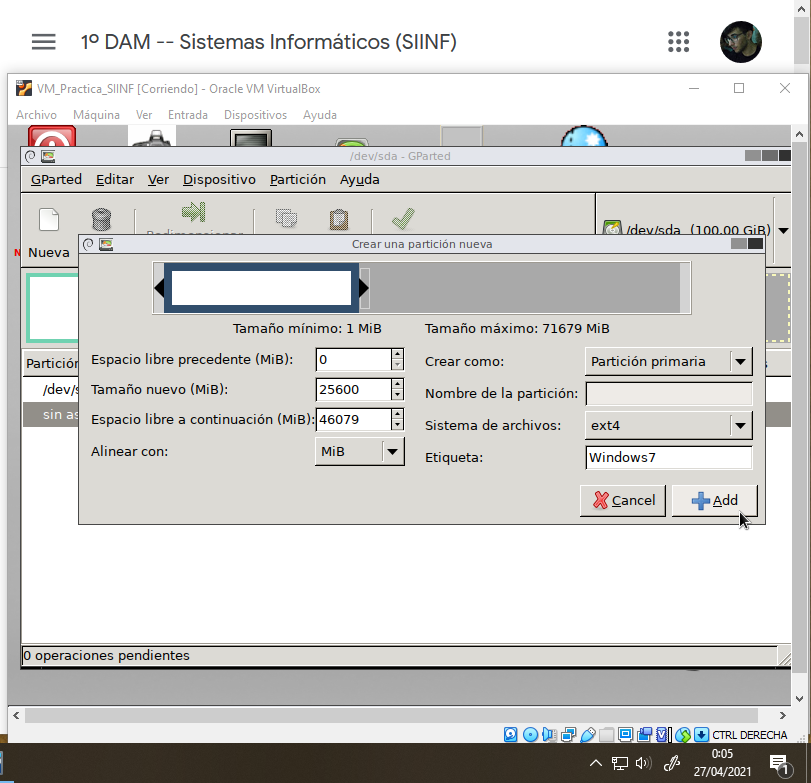 1º DAM -- Sistemas Informáticos (SIINF)
VM_Practica_SIINF [Corriendo] - Oracle VM VirtualBox
Archivo Máquina Ver Entrada Dispositivos Ayuda
/dev/sda - GParted
GParted Editar Ver Dispositivo Partición Ayuda
Nueva
/dev/sda (100.00 GiB)
Crear una partición nueva
Tamaño mínimo: 1 MiB Tamaño máximo: 71679 MiB
Espacio libre precedente (MiB): 0 Crear como: Partición primaria
Tamaño nuevo (MiB): 25600 Nombre de la partición:
Espacio libre a continuación (MiB): 46079 Sistema de archivos: ext4
Alinear con: MiB Etiqueta: Windows7
Cancel Add
Partición
/dev/s
sin as
0 operaciones pendientes
CTRL DERECHA
0:05
27/04/2021
1